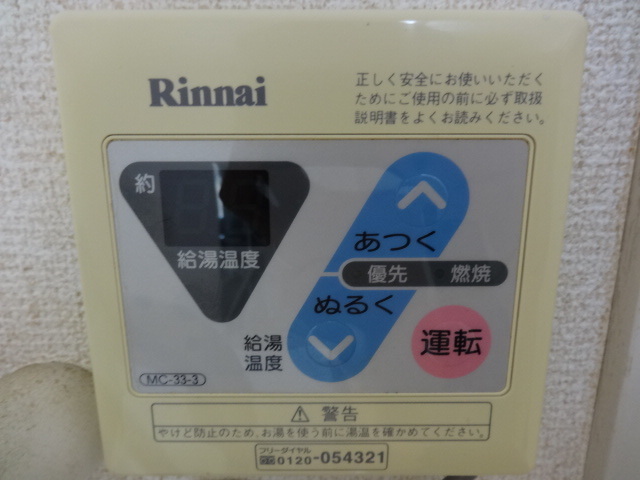 Rinnai
正しく安全にお使いいただく
ためにご使用の前に必ず取扱
説明書をよくお読みください。
約
給湯温度
あつく
優先 燃焼
ぬるく
給湯
温度
運転
MC-33-3
⚠ 警告
やけど防止のため、お湯を使う前に湯温を確かめてください。
フリーダイヤル
0120-054321